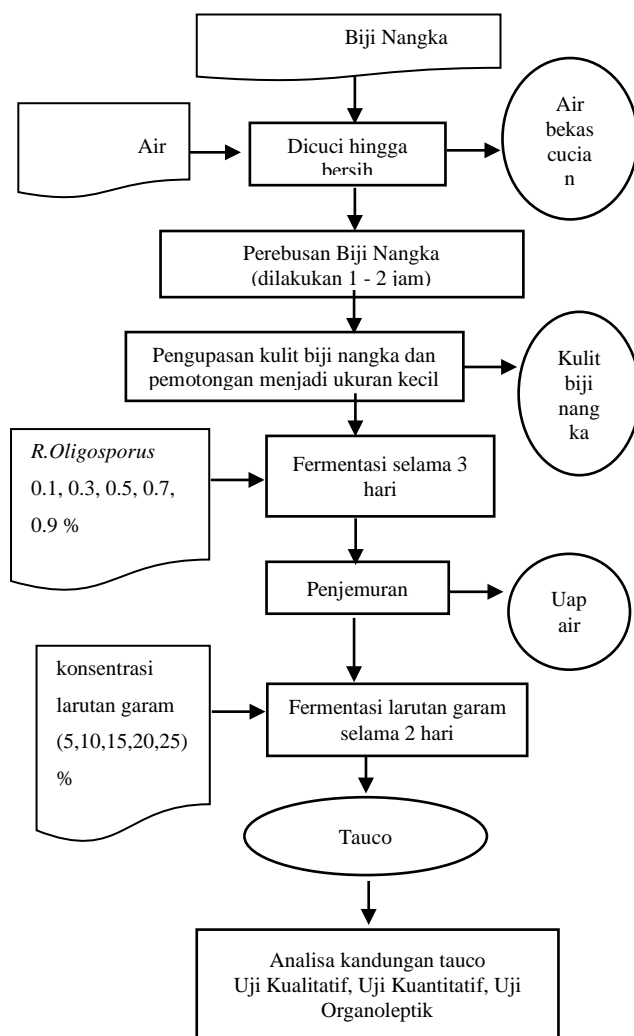 Biji Nangka
Air
Dicuci hingga
bersih
Air
bekas
cucia
n
Perebusan Biji Nangka
(dilakukan 1 - 2 jam)
Pengupasan kulit biji nangka dan
pemotongan menjadi ukuran kecil
Kulit
biji
nang
ka
R.Oligosporus
0.1, 0.3, 0.5, 0.7,
0.9 %
Fermentasi selama 3
hari
Penjemuran
Uap
air
konsentrasi
larutan garam
(5,10,15,20,25)
%
Fermentasi larutan garam
selama 2 hari
Tauco
Analisa kandungan tauco
Uji Kualitatif, Uji Kuantitatif, Uji
Organoleptik